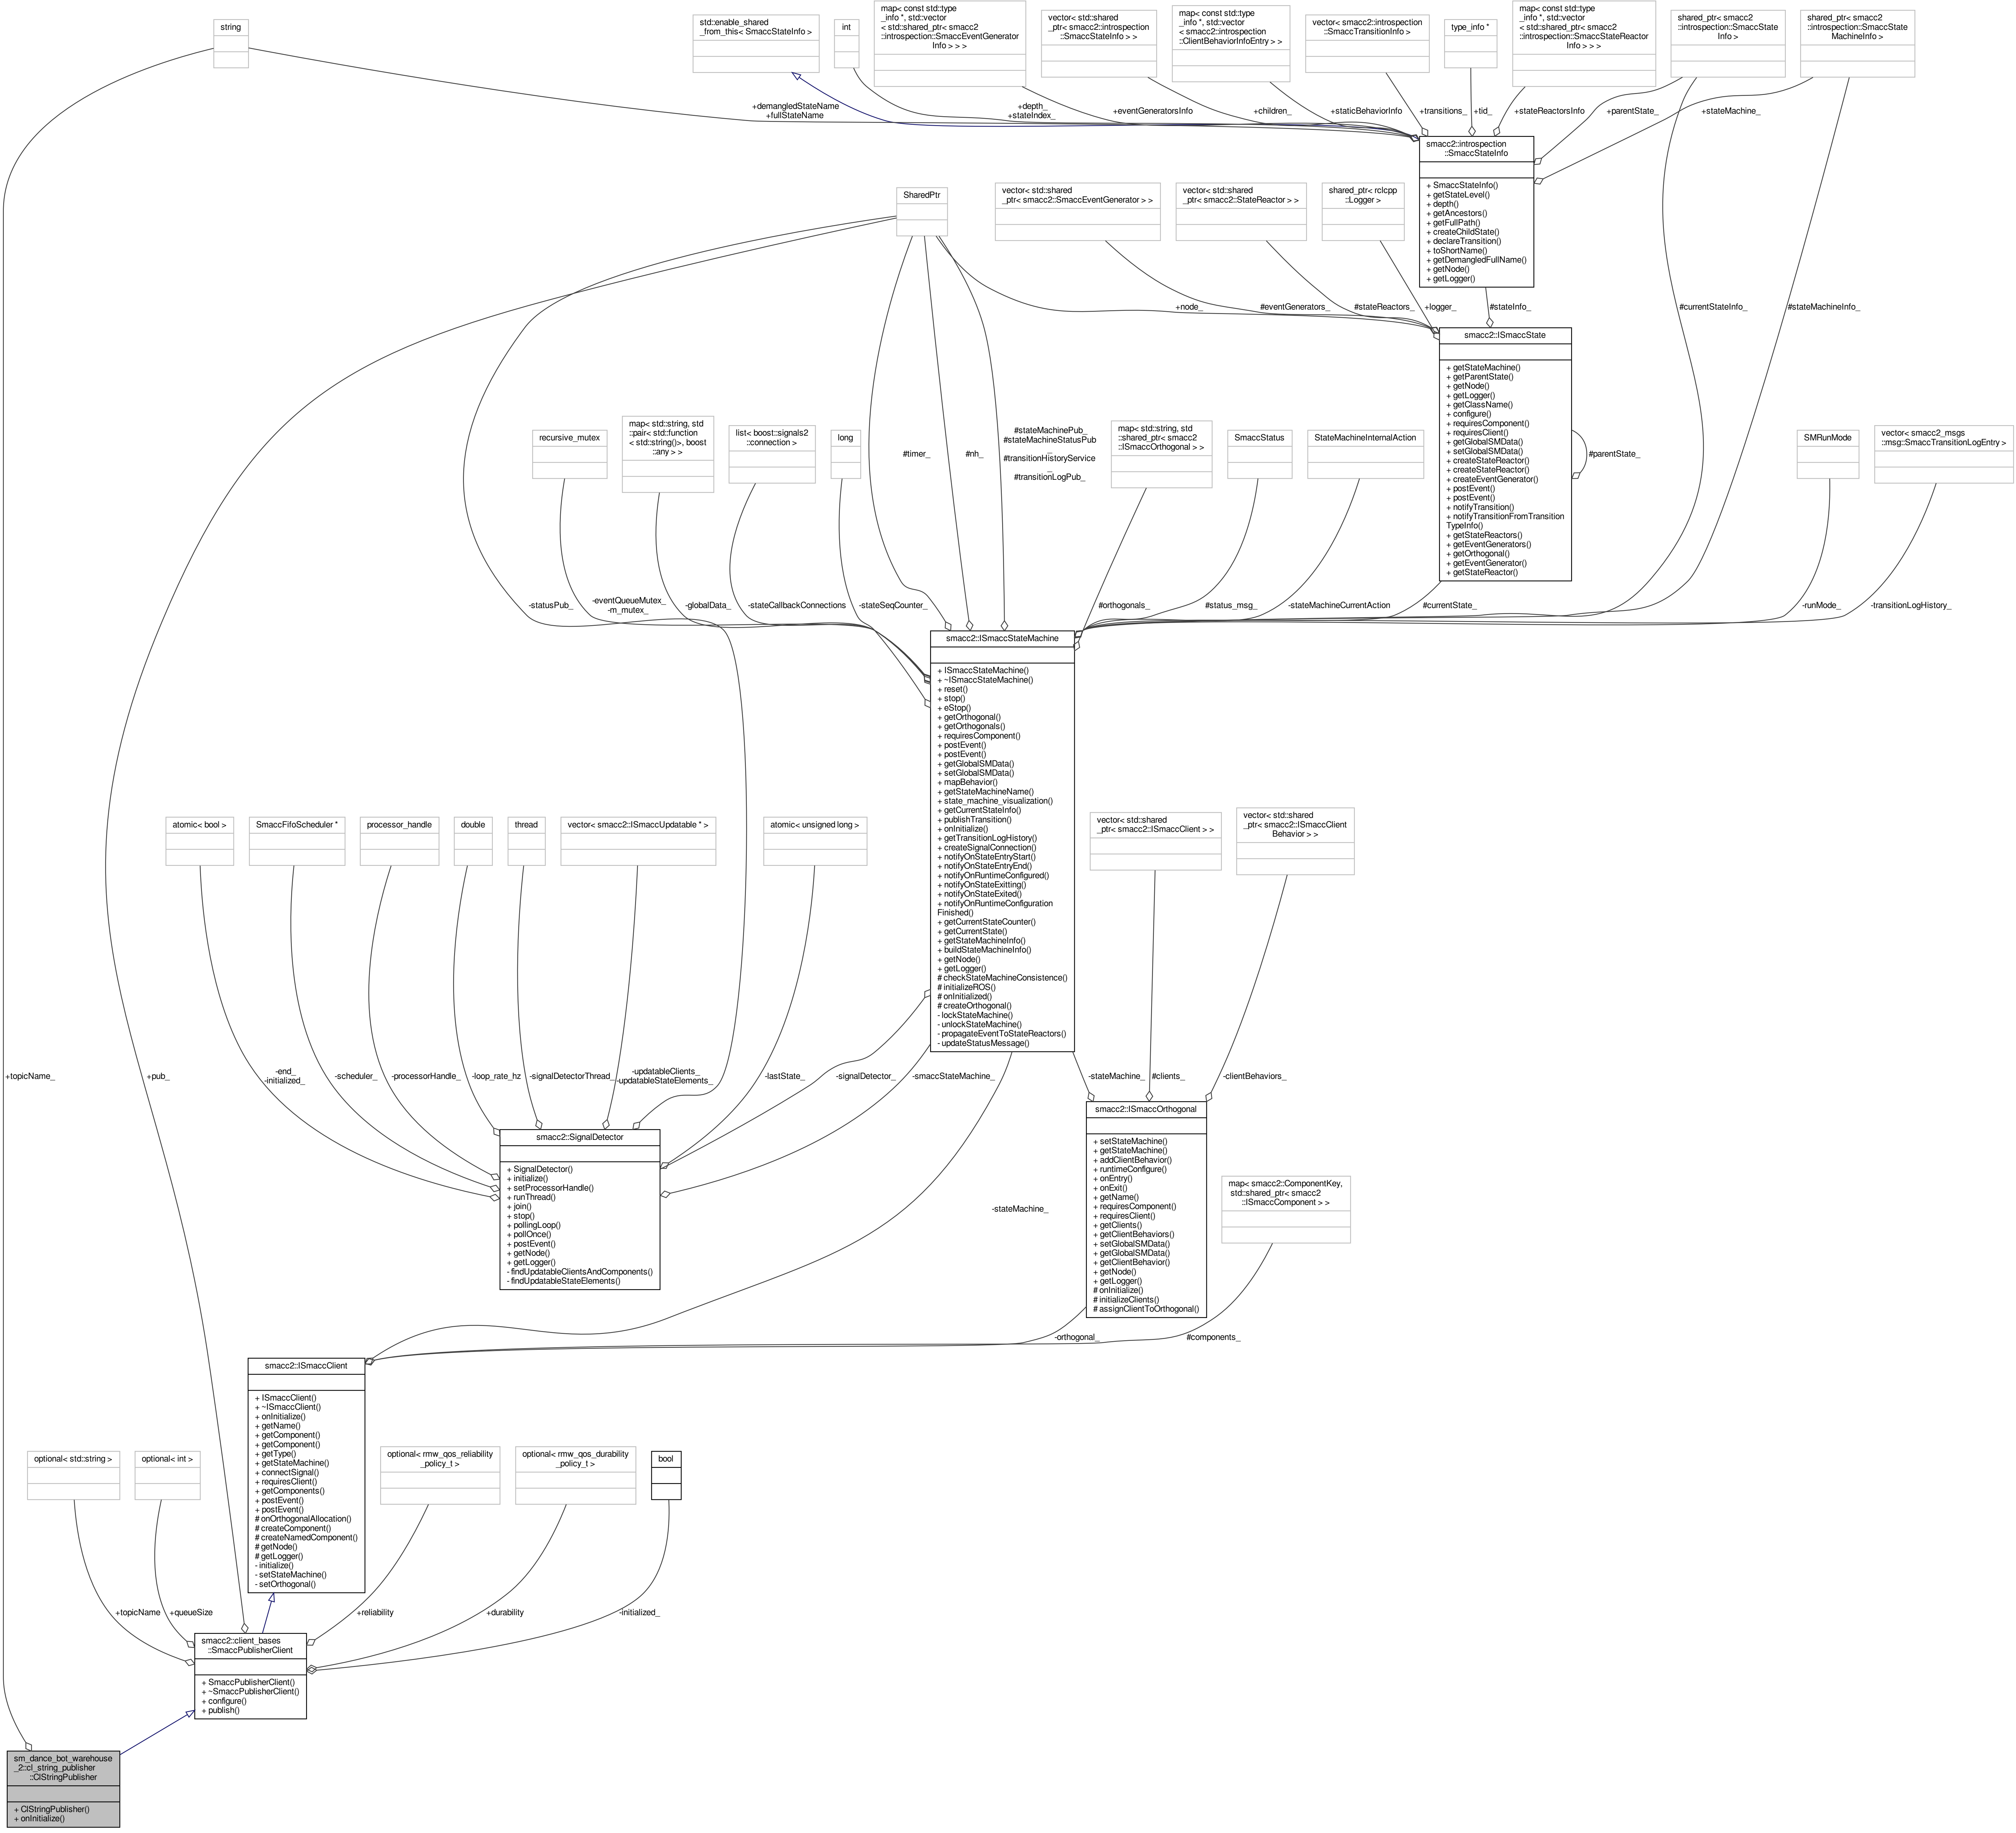 string
std::enable_shared
_from_this< SmaccStateInfo >
int
map< const std::type
_info *, std::vector
< std::shared_ptr< smacc2
::introspection::SmaccEventGenerator
Info > > >
vector< std::shared
_ptr< smacc2::introspection
::SmaccStateInfo > >
map< const std::type
_info *, std::vector
< smacc2::introspection
::ClientBehaviorInfoEntry > >
vector< smacc2::introspection
::SmaccTransitionInfo >
type_info *
map< const std::type
_info *, std::vector
< std::shared_ptr< smacc2
::introspection::SmaccStateReactor
Info > > >
shared_ptr< smacc2
::introspection::SmaccState
Info >
shared_ptr< smacc2
::introspection::SmaccState
MachineInfo >
+demangledStateName
+fullStateName
+depth_
+stateIndex_
+eventGeneratorsInfo
+children_
+staticBehaviorInfo
+transitions_
+tid_
+stateReactorsInfo
+parentState_
+stateMachine_
smacc2::introspection
::SmaccStateInfo
+ SmaccStateInfo()
+ getStateLevel()
+ depth()
+ getAncestors()
+ getFullPath()
+ createChildState()
+ declareTransition()
+ toShortName()
+ getDemangledFullName()
+ getNode()
+ getLogger()
SharedPtr
vector< std::shared
_ptr< smacc2::SmaccEventGenerator > >
vector< std::shared
_ptr< smacc2::StateReactor > >
shared_ptr< rclcpp
::Logger >
+node_
#eventGenerators_
#stateReactors_
+logger_
#stateInfo_
#currentStateInfo_
#stateMachineInfo_
smacc2::ISmaccState
+ getStateMachine()
+ getParentState()
+ getNode()
+ getLogger()
+ getClassName()
+ configure()
+ requiresComponent()
+ requiresClient()
+ getGlobalSMData()
+ setGlobalSMData()
+ createStateReactor()
+ createStateReactor()
+ createEventGenerator()
+ postEvent()
+ postEvent()
+ notifyTransition()
+ notifyTransitionFromTransition
TypeInfo()
+ getStateReactors()
+ getEventGenerators()
+ getOrthogonal()
+ getEventGenerator()
+ getStateReactor()
#parentState_
recursive_mutex
map< std::string, std
::pair< std::function
< std::string()>, boost
::any > >
list< boost::signals2
::connection >
long
#timer_
#nh_
#stateMachinePub_
#stateMachineStatusPub
_
#transitionHistoryService
_
#transitionLogPub_
map< std::string, std
::shared_ptr< smacc2
::ISmaccOrthogonal > >
SmaccStatus
StateMachineInternalAction
SMRunMode
vector< smacc2_msgs
::msg::SmaccTransitionLogEntry >
-statusPub_
-eventQueueMutex_
-m_mutex_
-globalData_
-stateCallbackConnections
-stateSeqCounter_
#orthogonals_
#status_msg_
-stateMachineCurrentAction
#currentState_
-runMode_
-transitionLogHistory_
smacc2::ISmaccStateMachine
+ ISmaccStateMachine()
+ ~ISmaccStateMachine()
+ reset()
+ stop()
+ eStop()
+ getOrthogonal()
+ getOrthogonals()
+ requiresComponent()
+ postEvent()
+ postEvent()
+ getGlobalSMData()
+ setGlobalSMData()
+ mapBehavior()
+ getStateMachineName()
+ state_machine_visualization()
+ getCurrentStateInfo()
+ publishTransition()
+ onInitialize()
+ getTransitionLogHistory()
+ createSignalConnection()
+ notifyOnStateEntryStart()
+ notifyOnStateEntryEnd()
+ notifyOnRuntimeConfigured()
+ notifyOnStateExitting()
+ notifyOnStateExited()
+ notifyOnRuntimeConfiguration
Finished()
+ getCurrentStateCounter()
+ getCurrentState()
+ getStateMachineInfo()
+ buildStateMachineInfo()
+ getNode()
+ getLogger()
# checkStateMachineConsistence()
# initializeROS()
# onInitialized()
# createOrthogonal()
- lockStateMachine()
- unlockStateMachine()
- propagateEventToStateReactors()
- updateStatusMessage()
atomic< bool >
SmaccFifoScheduler *
processor_handle
double
thread
vector< smacc2::ISmaccUpdatable * >
atomic< unsigned long >
vector< std::shared
_ptr< smacc2::ISmaccClient > >
vector< std::shared
_ptr< smacc2::ISmaccClient
Behavior > >
+topicName_
+pub_
-end_
-initialized_
-scheduler_
-processorHandle_
-loop_rate_hz
-signalDetectorThread_
-updatableClients_
-updatableStateElements_
-lastState_
-signalDetector_
-smaccStateMachine_
-stateMachine_
#clients_
-clientBehaviors_
smacc2::SignalDetector
+ SignalDetector()
+ initialize()
+ setProcessorHandle()
+ runThread()
+ join()
+ stop()
+ pollingLoop()
+ pollOnce()
+ postEvent()
+ getNode()
+ getLogger()
- findUpdatableClientsAndComponents()
- findUpdatableStateElements()
smacc2::ISmaccOrthogonal
+ setStateMachine()
+ getStateMachine()
+ addClientBehavior()
+ runtimeConfigure()
+ onEntry()
+ onExit()
+ getName()
+ requiresComponent()
+ requiresClient()
+ getClients()
+ getClientBehaviors()
+ setGlobalSMData()
+ getGlobalSMData()
+ getClientBehavior()
+ getNode()
+ getLogger()
# onInitialize()
# initializeClients()
# assignClientToOrthogonal()
map< smacc2::ComponentKey,
std::shared_ptr< smacc2
::ISmaccComponent > >
-stateMachine_
-orthogonal_
#components_
smacc2::ISmaccClient
+ ISmaccClient()
+ ~ISmaccClient()
+ onInitialize()
+ getName()
+ getComponent()
+ getComponent()
+ getType()
+ getStateMachine()
+ connectSignal()
+ requiresClient()
+ getComponents()
+ postEvent()
+ postEvent()
# onOrthogonalAllocation()
# createComponent()
# createNamedComponent()
# getNode()
# getLogger()
- initialize()
- setStateMachine()
- setOrthogonal()
optional< std::string >
optional< int >
optional< rmw_qos_reliability
_policy_t >
optional< rmw_qos_durability
_policy_t >
bool
+topicName
+queueSize
+reliability
+durability
-initialized_
smacc2::client_bases
::SmaccPublisherClient
+ SmaccPublisherClient()
+ ~SmaccPublisherClient()
+ configure()
+ publish()
sm_dance_bot_warehouse
_2::cl_string_publisher
::ClStringPublisher
+ ClStringPublisher()
+ onInitialize()